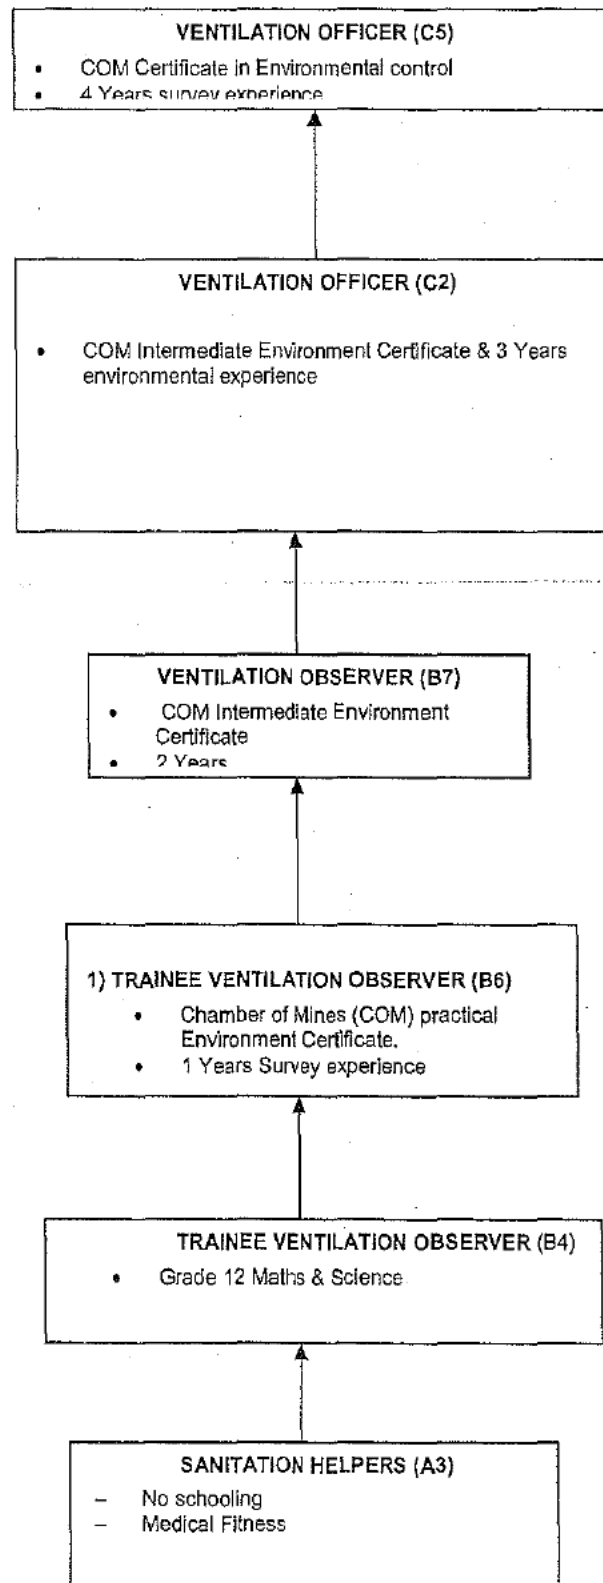 VENTILATION OFFICER (C5)
• COM Certificate in Environmental control
• 4 Years survey experience
VENTILATION OFFICER (C2)
• COM Intermediate Environment Certificate & 3 Years
environmental experience
VENTILATION OBSERVER (B7)
• COM Intermediate Environment
Certificate
• 2 Years
1) TRAINEE VENTILATION OBSERVER (B6)
• Chamber of Mines (COM) practical
Environment Certificate.
• 1 Years Survey experience
TRAINEE VENTILATION OBSERVER (B4)
• Grade 12 Maths & Science
SANITATION HELPERS (A3)
– No schooling
– Medical Fitness